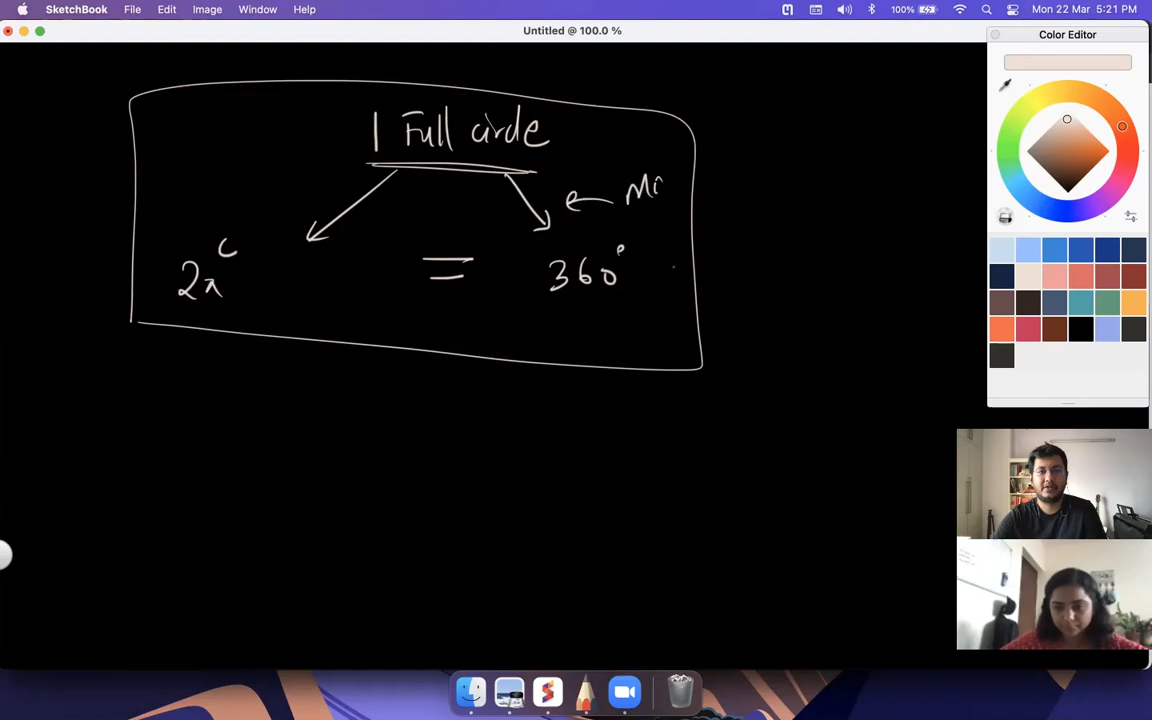 SketchBook File Edit Image Window Help 100% Mon 22 Mar 5:21 PM
Untitled @ 100.0 %
Color Editor
1 Full circle
← Mi
2π^c = 360°